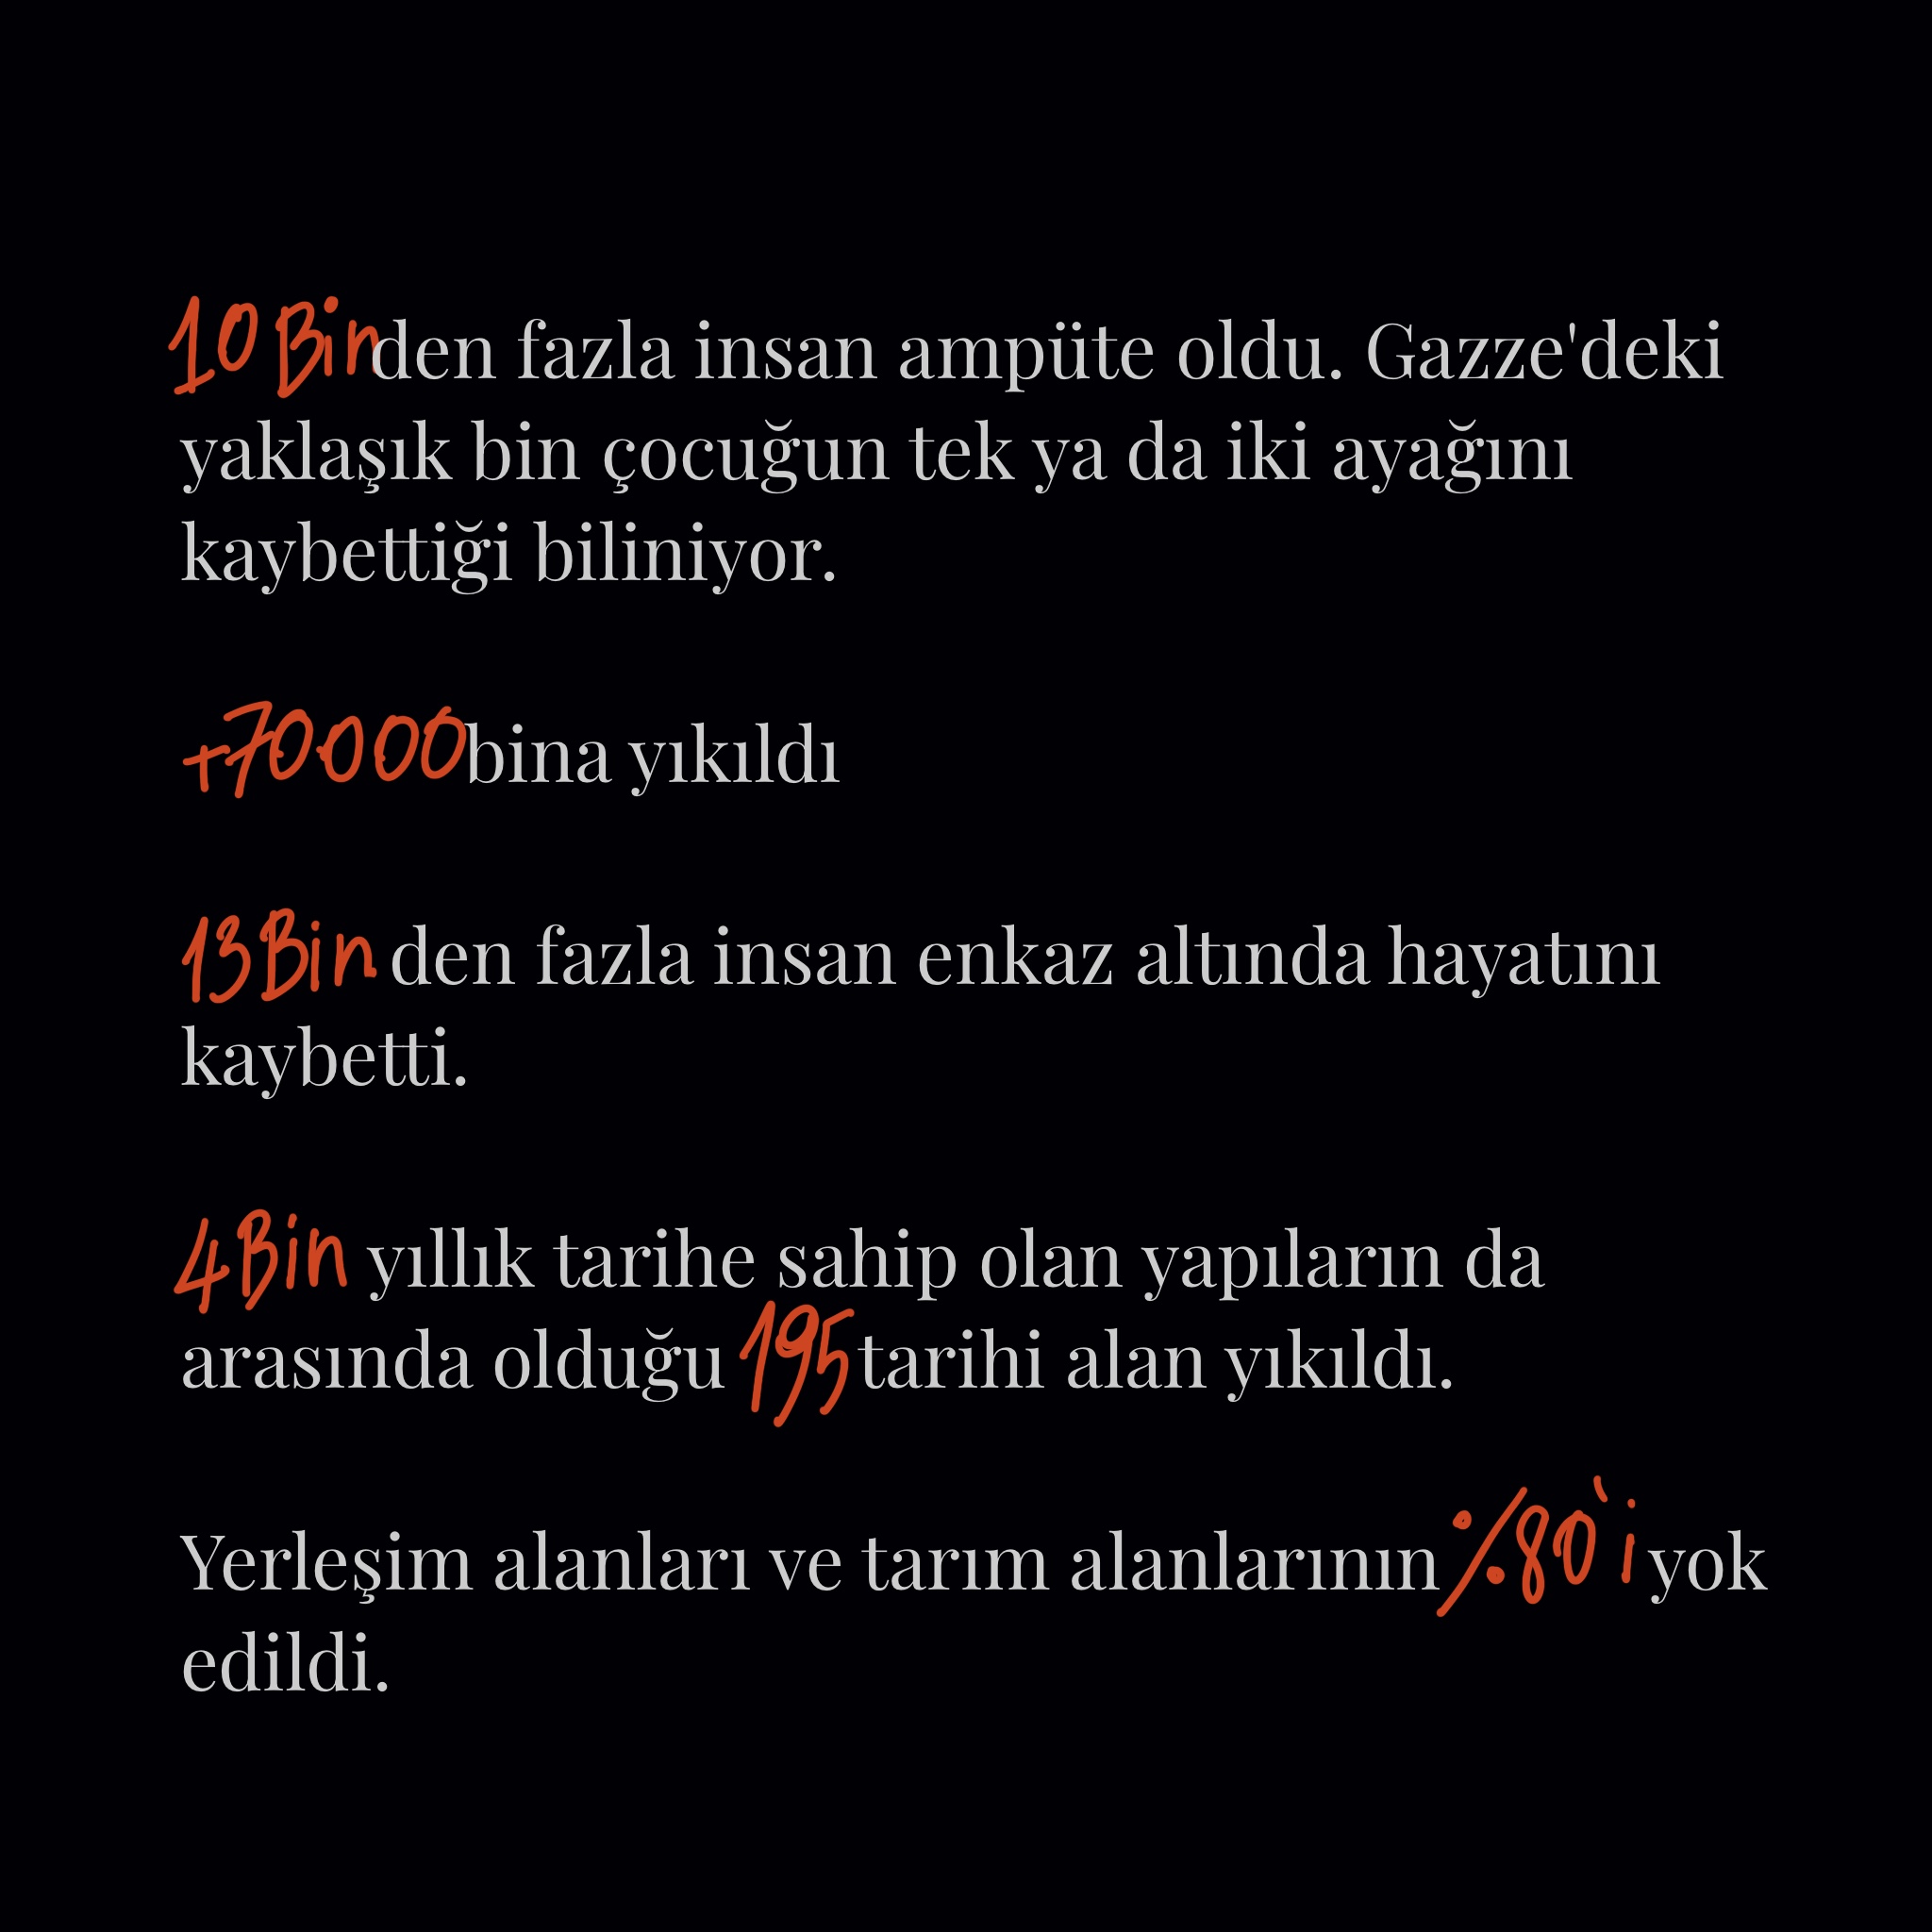 10 Binden fazla insan ampüte oldu. Gazze'deki
yaklaşık bin çocuğun tek ya da iki ayağını
kaybettiği biliniyor.
+70000 bina yıkıldı
13 Bin den fazla insan enkaz altında hayatını
kaybetti.
4 Bin yıllık tarihe sahip olan yapıların da
arasında olduğu 195 tarihi alan yıkıldı.
Yerleşim alanları ve tarım alanlarının %80'i yok
edildi.